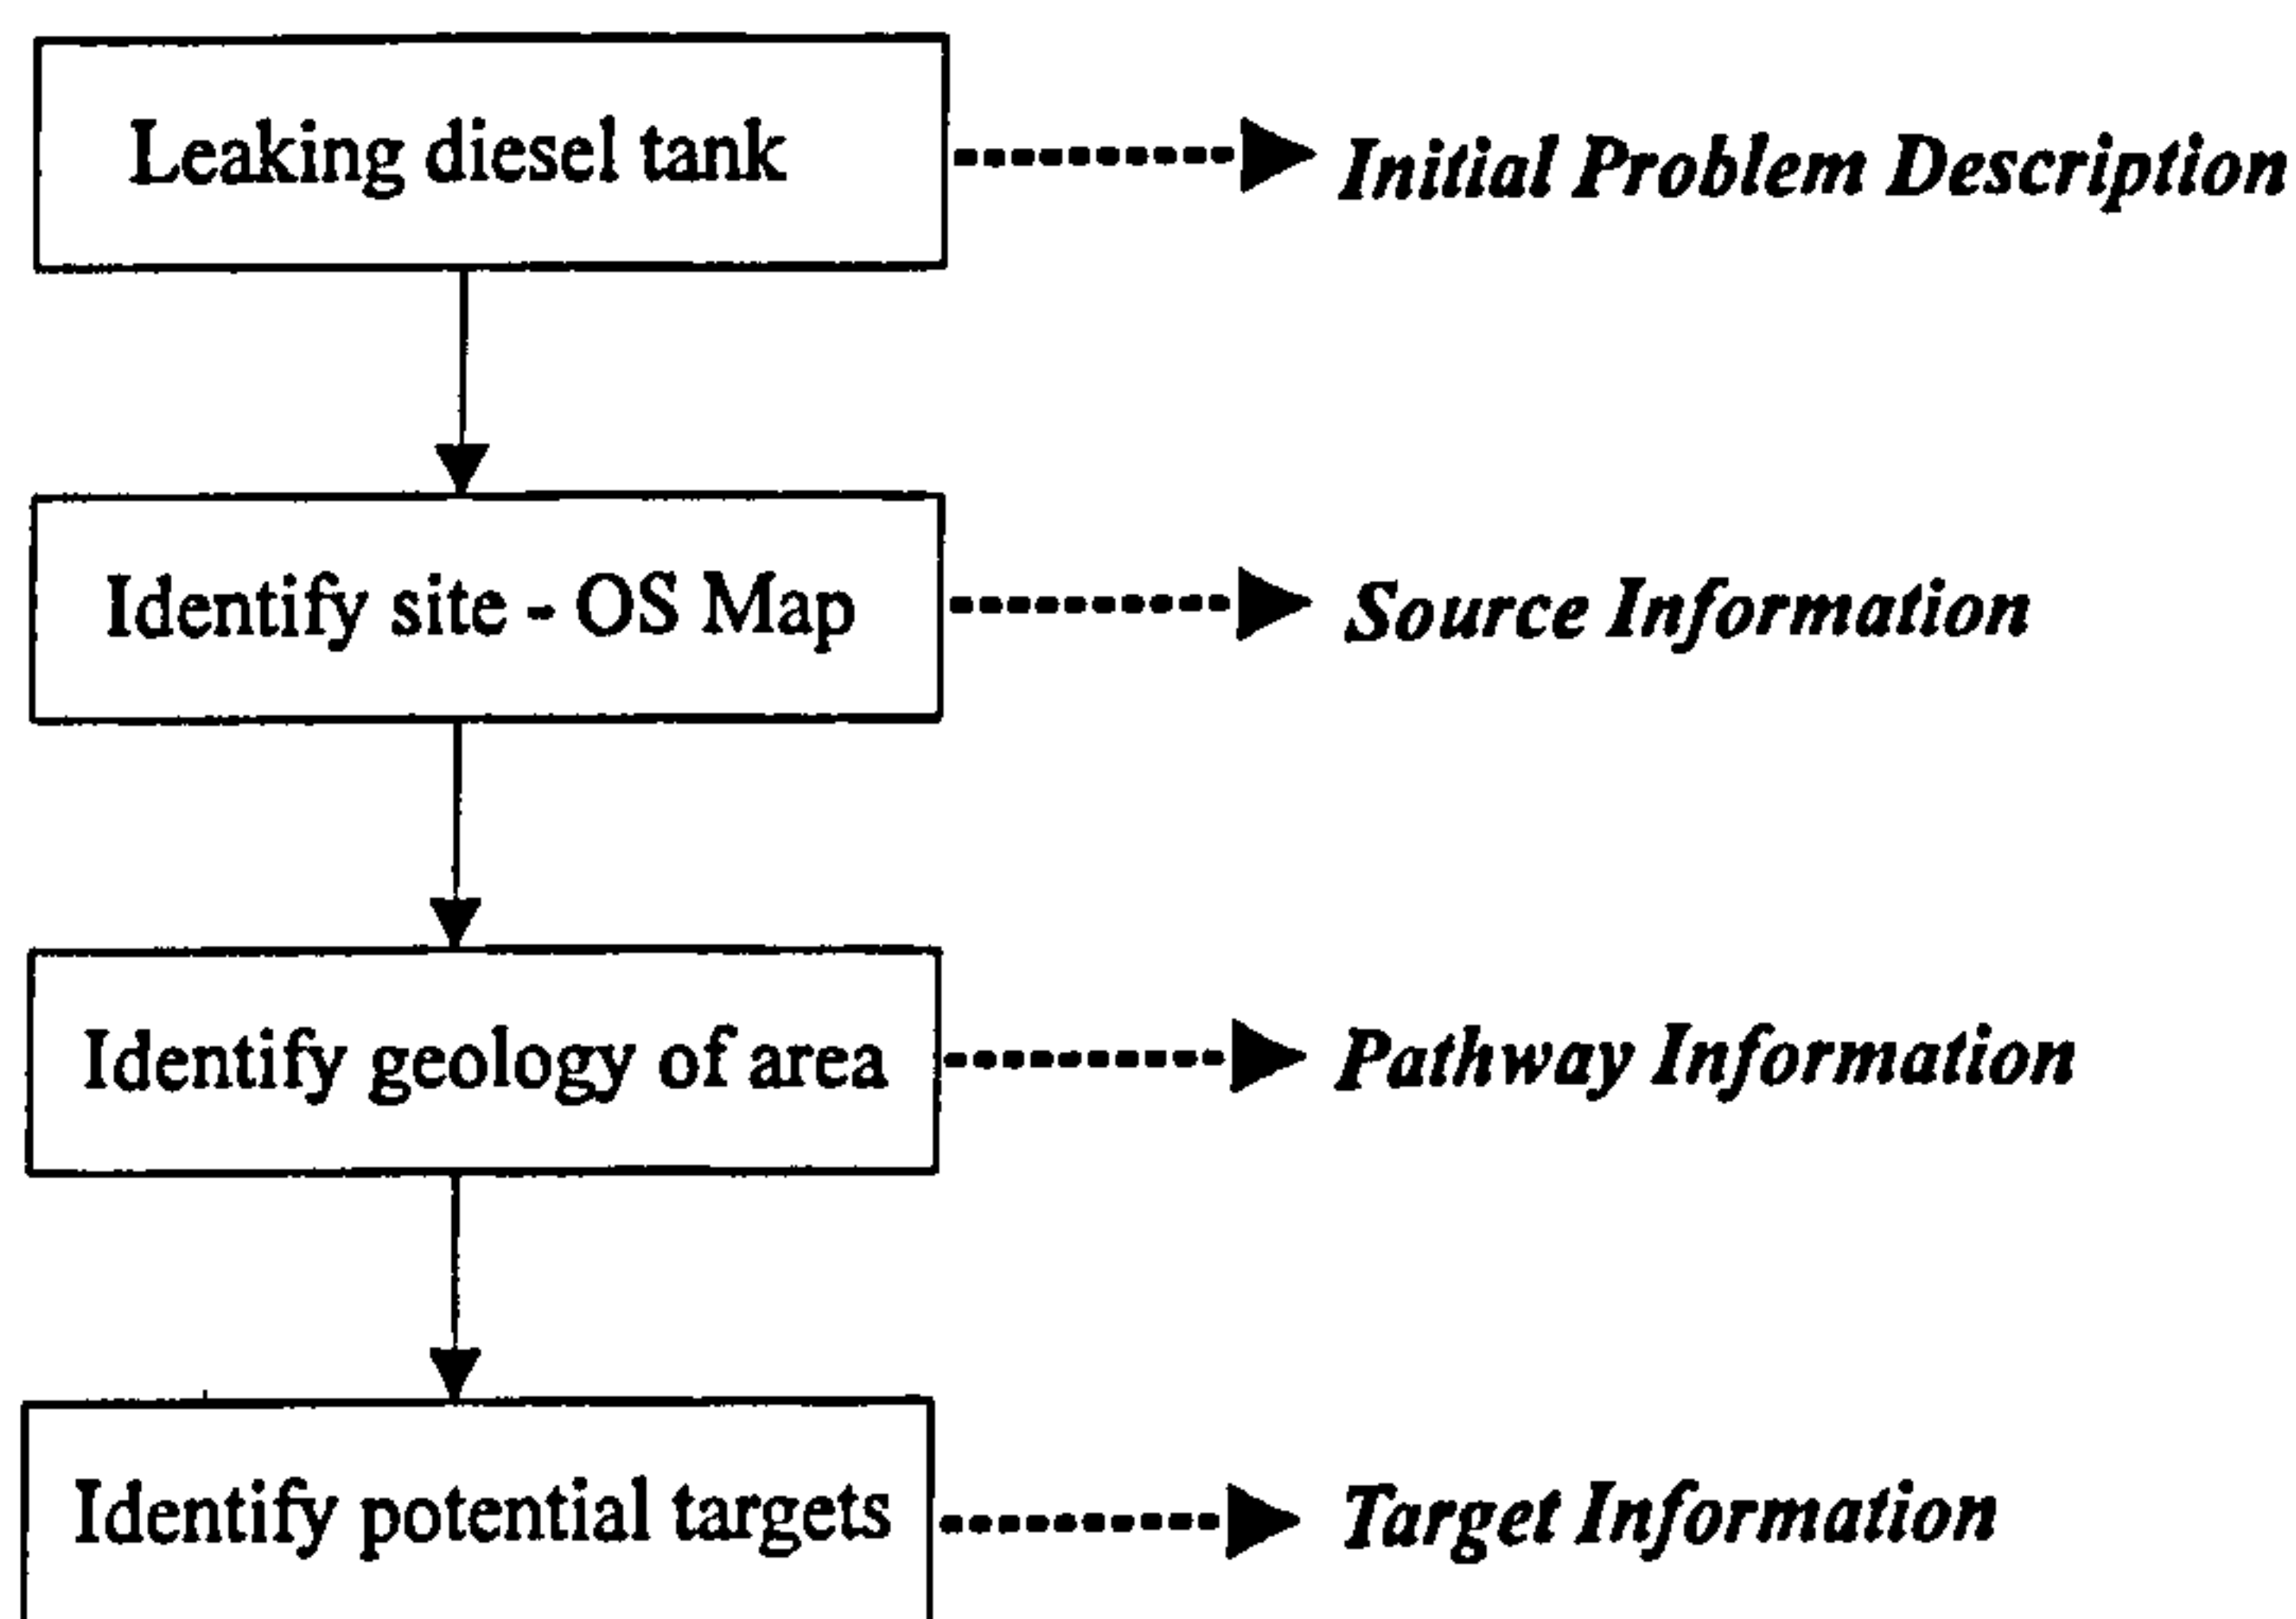 Leaking diesel tank
Initial Problem Description
Identify site - OS Map
Source Information
Identify geology of area
Pathway Information
Identify potential targets
Target Information